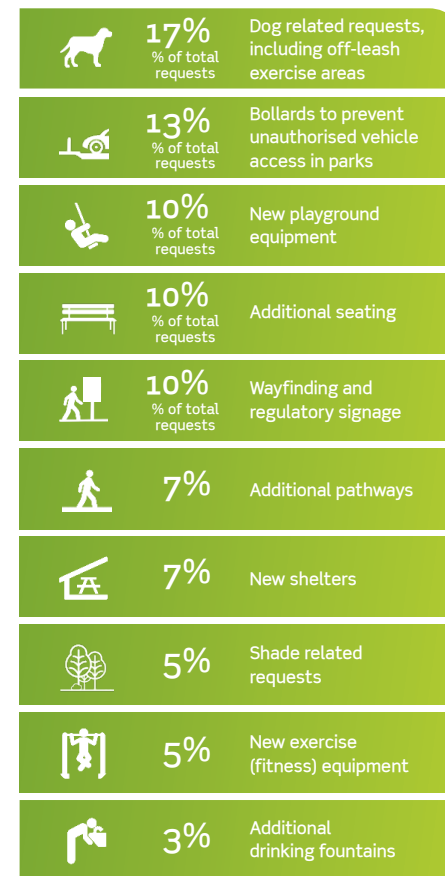 17%
% of total
requests
Dog related requests,
including off-leash
exercise areas
13%
% of total
requests
Bollards to prevent
unauthorised vehicle
access in parks
10%
% of total
requests
New playground
equipment
10%
% of total
requests
Additional seating
10%
% of total
requests
Wayfinding and
regulatory signage
7%
Additional pathways
7%
New shelters
5%
Shade related
requests
5%
New exercise
(fitness) equipment
3%
Additional
drinking fountains